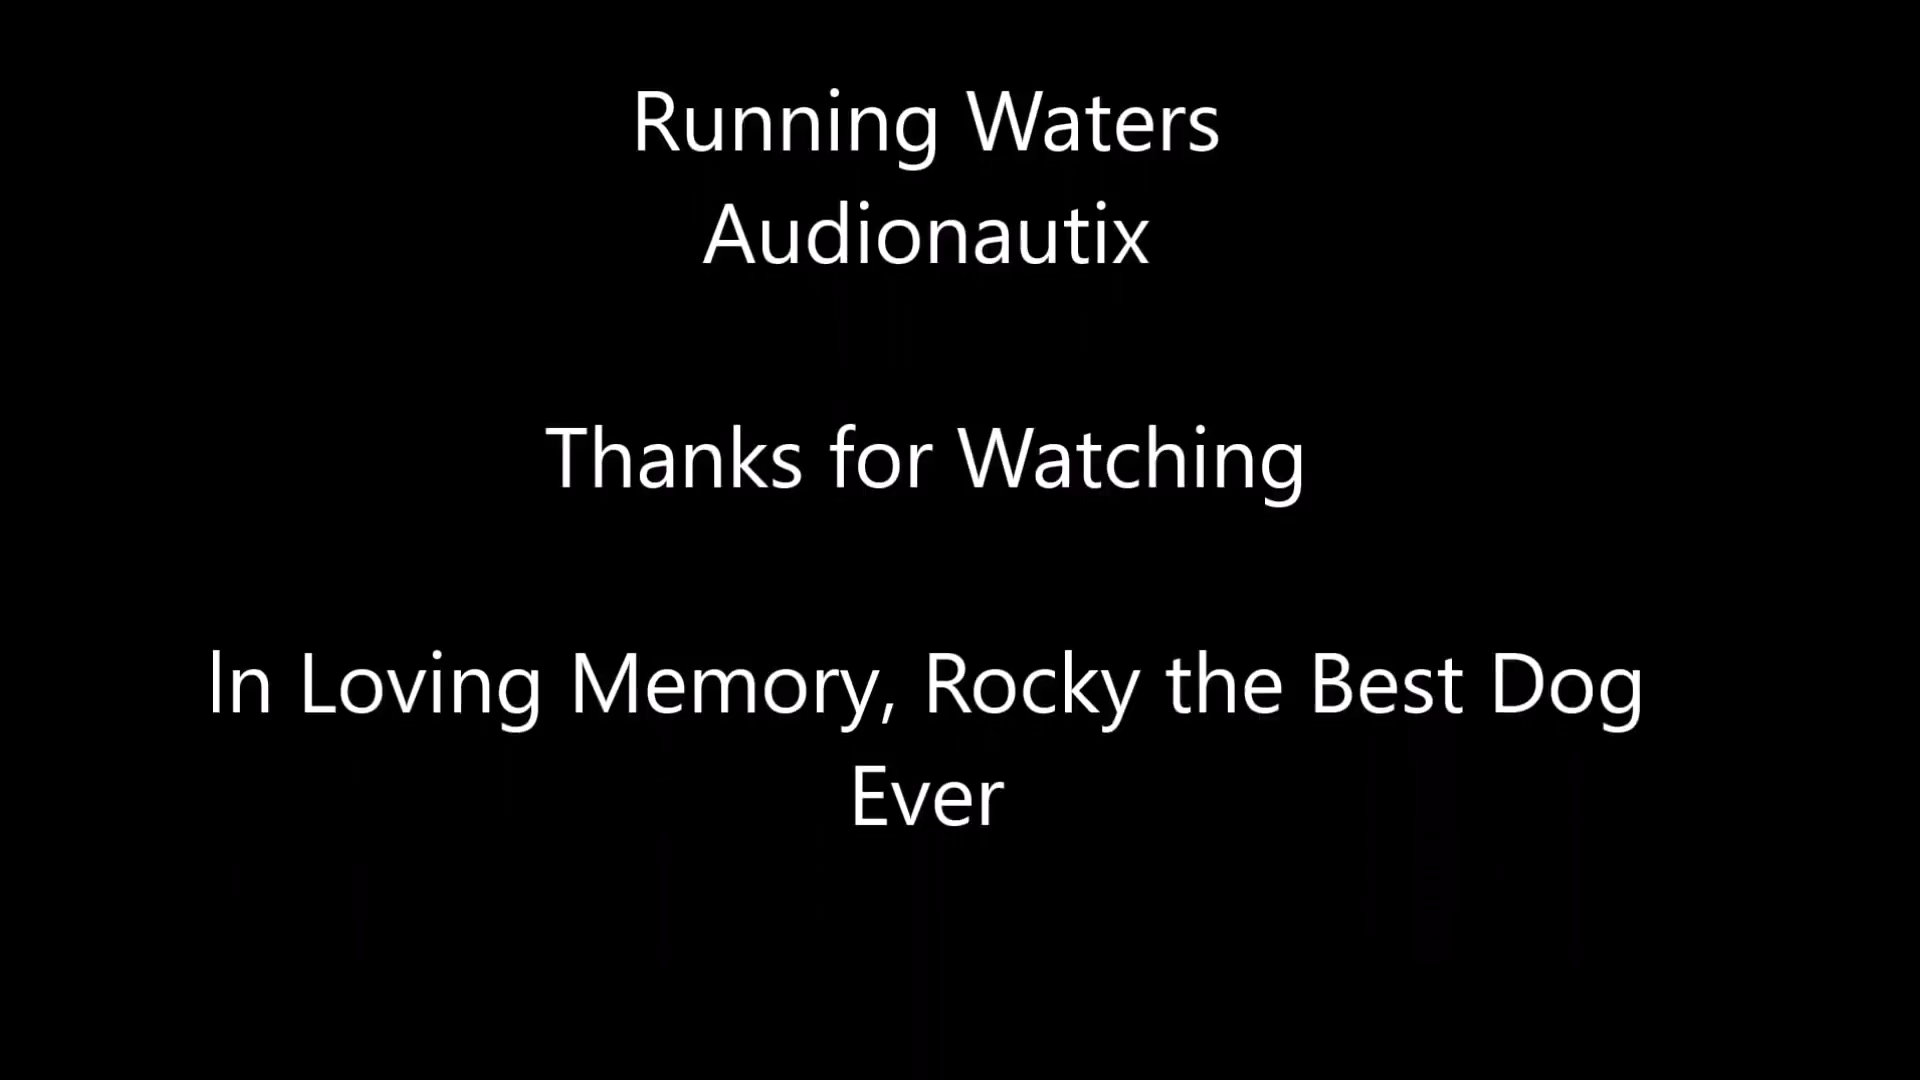 Running Waters
Audionautix
Thanks for Watching
In Loving Memory, Rocky the Best Dog
Ever